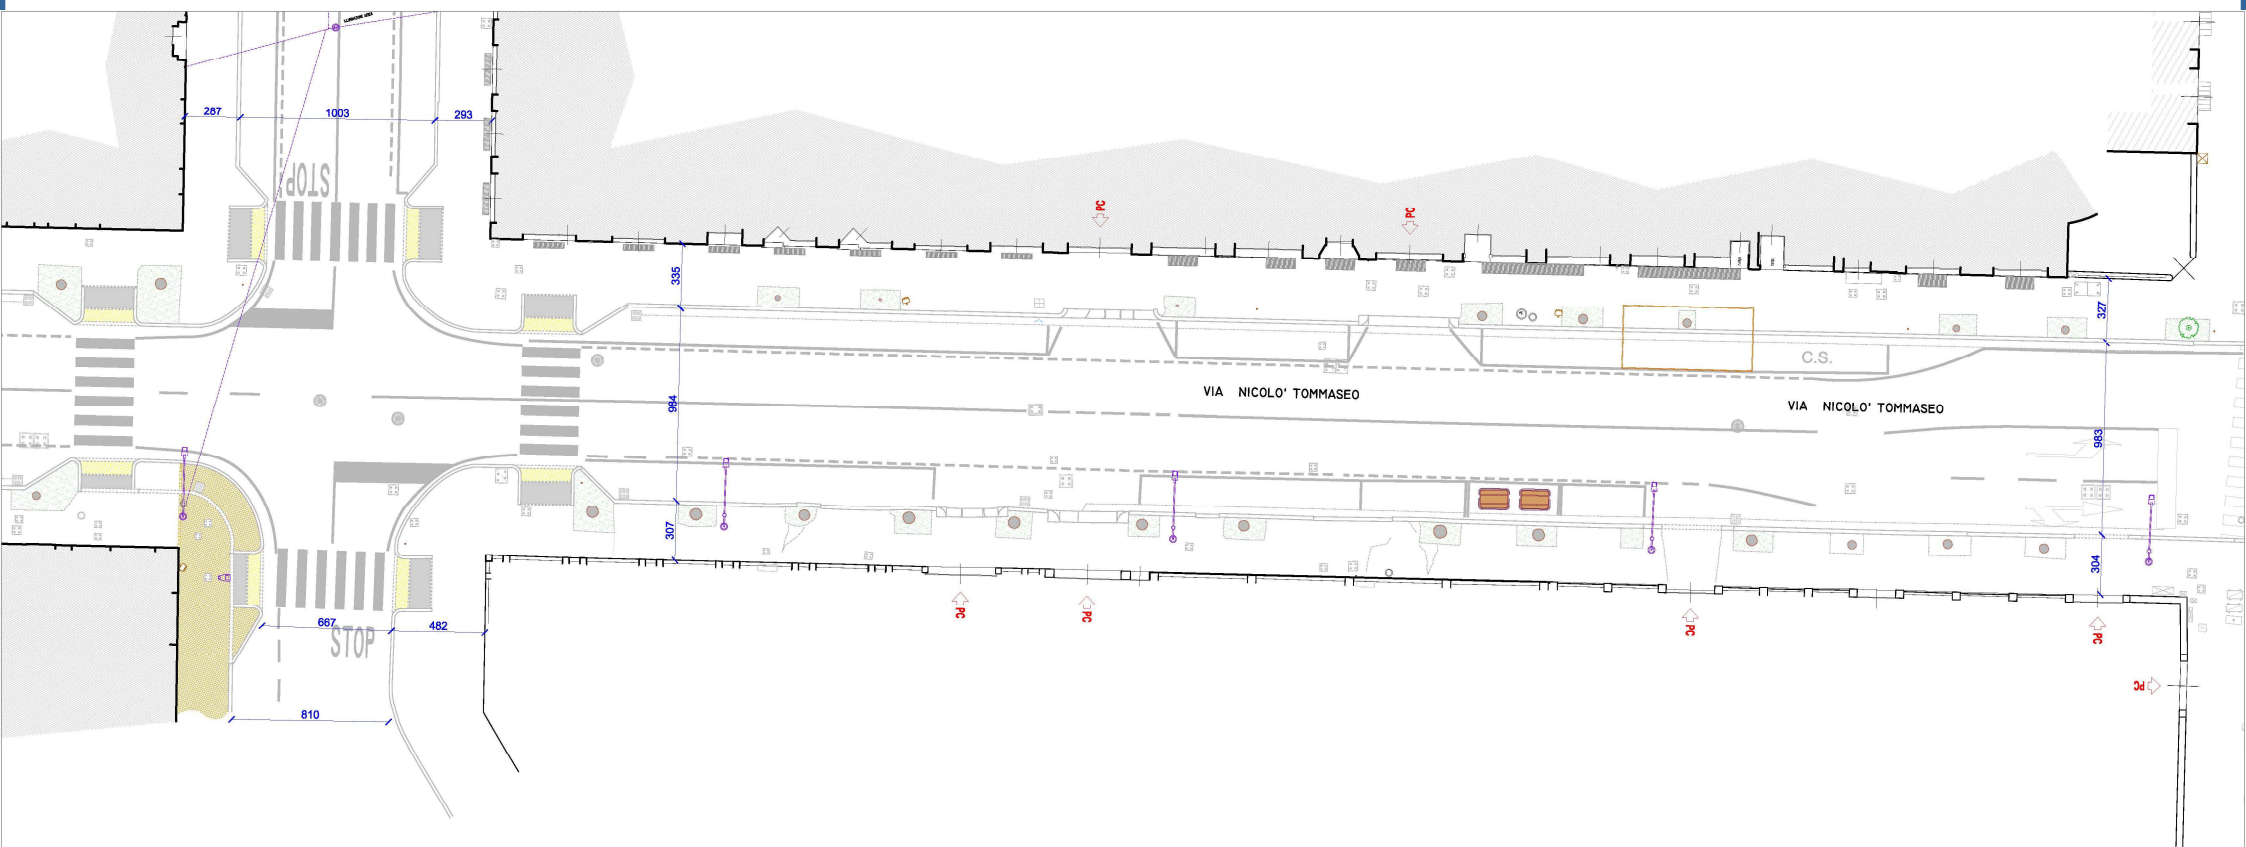 287
1003
293
STOP
PC
PC
335
327
C.S.
VIA NICOLO' TOMMASEO
VIA NICOLO' TOMMASEO
984
983
307
304
PC
PC
PC
PC
PC
667
482
STOP
810